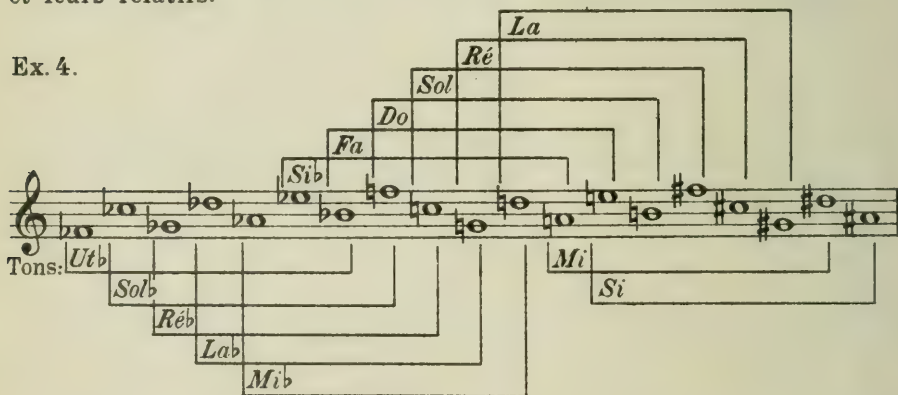 et leurs relatifs.
La
Ex. 4.
Ré
Sol
Do
Fa
Si♭
Tons: Ut♭
Mi
Sol♭
Si
Ré♭
La♭
Mi♭